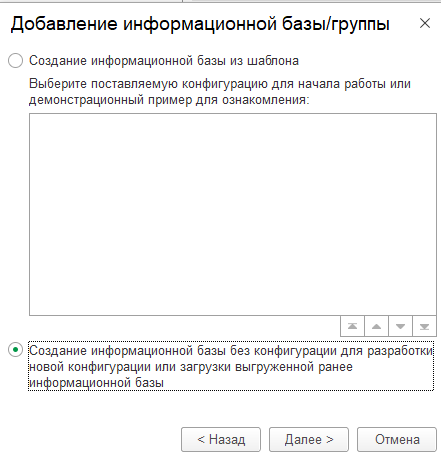 Добавление информационной базы/группы
Создание информационной базы из шаблона
Выберите поставляемую конфигурацию для начала работы или
демонстрационный пример для ознакомления:
Создание информационной базы без конфигурации для разработки
новой конфигурации или загрузки выгруженной ранее
информационной базы
< Назад
Далее >
Отмена